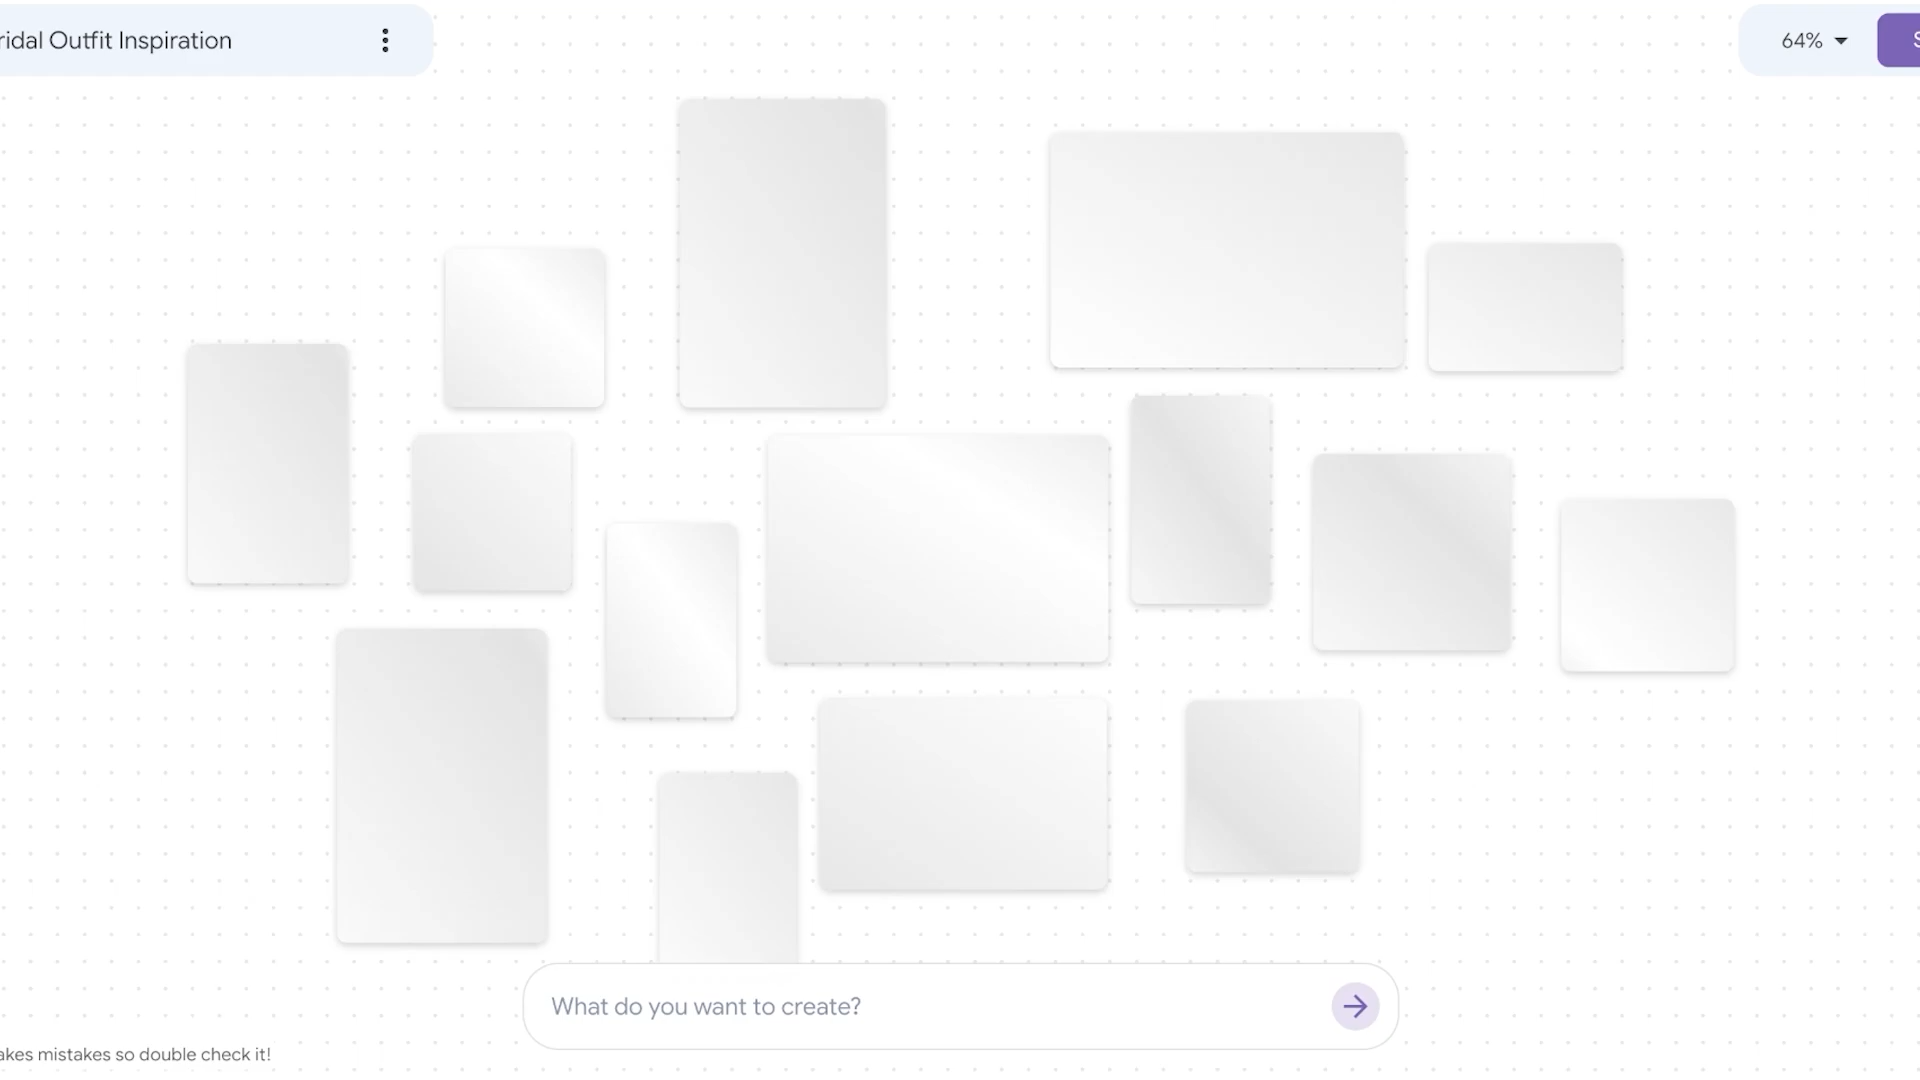 ridal Outfit Inspiration
64%
What do you want to create?
akes mistakes so double check it!